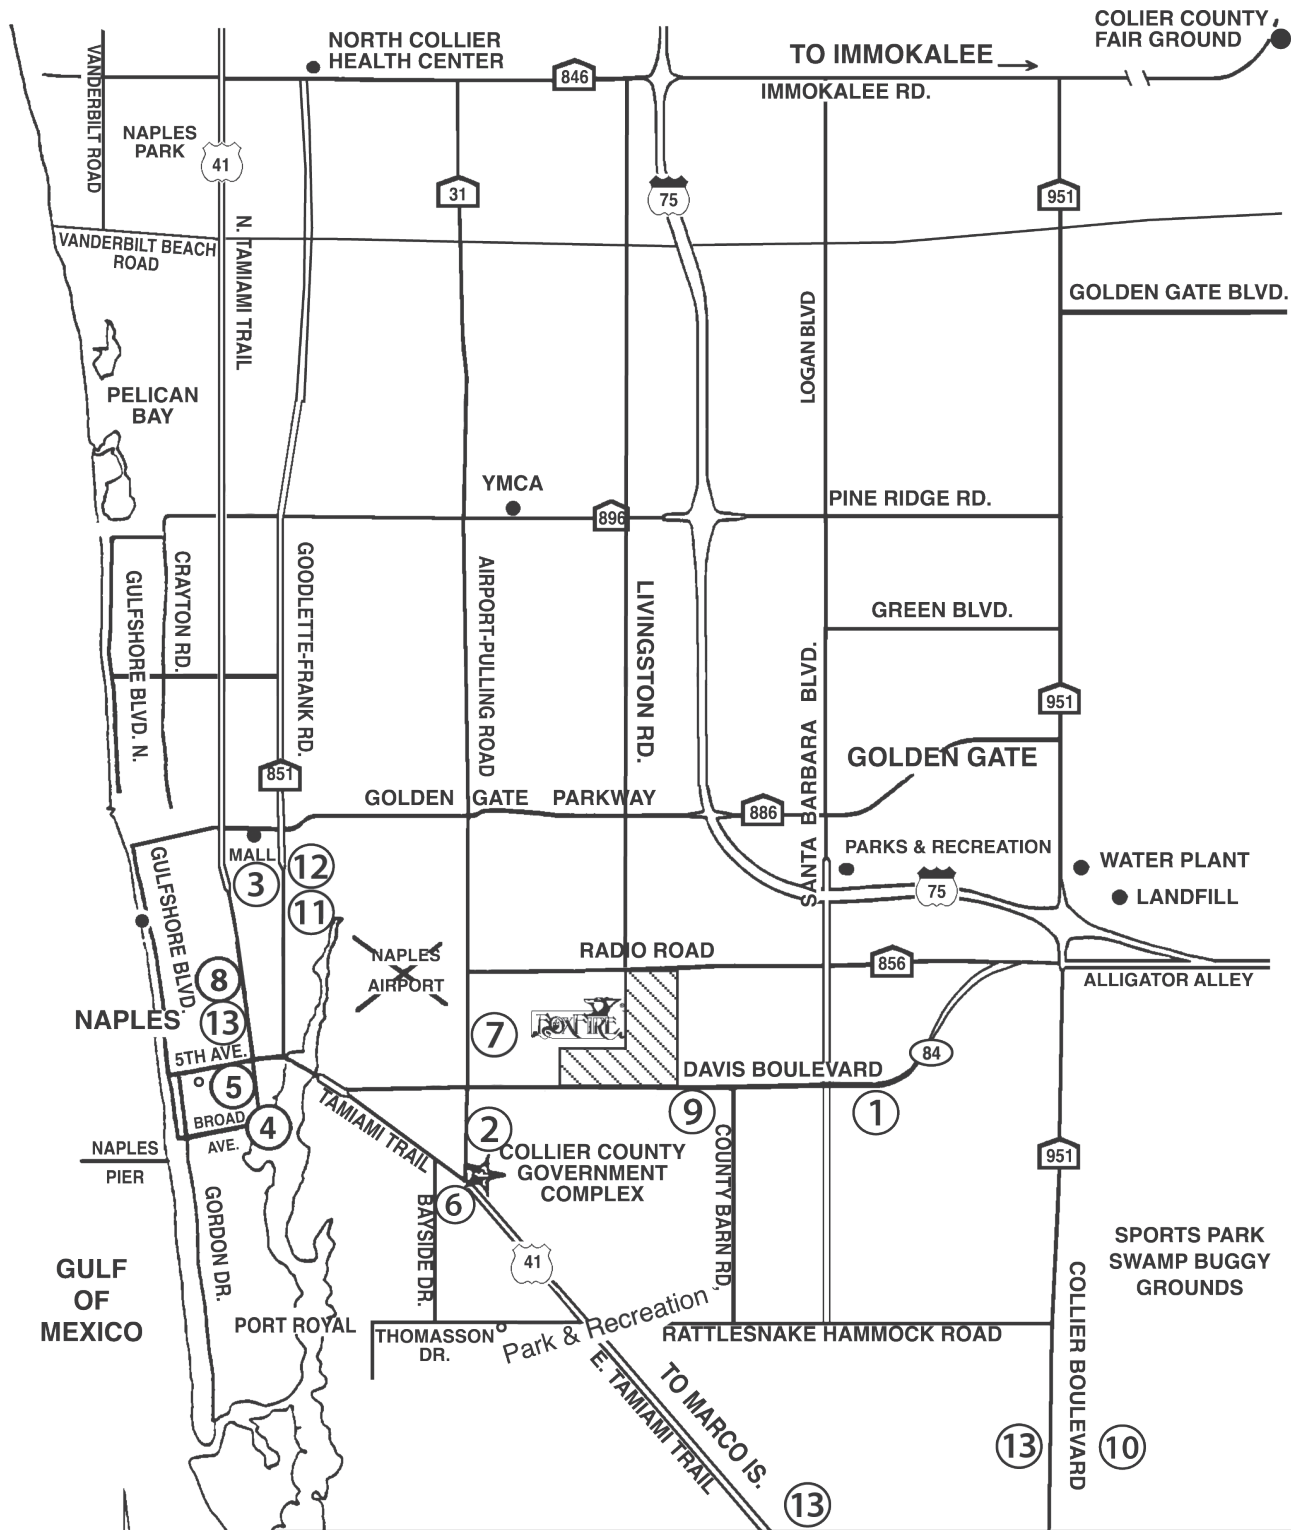 COLIER COUNTY
FAIR GROUND
NORTH COLLIER
HEALTH CENTER
TO IMMOKALEE
846
IMMOKALEE RD.
VANDERBILT ROAD
NAPLES
PARK
41
31
75
951
N. TAMIAMI TRAIL
VANDERBILT BEACH
ROAD
GOLDEN GATE BLVD.
LOGAN BLVD
PELICAN
BAY
YMCA
896
PINE RIDGE RD.
GULFSHORE BLVD. N.
CRAYTON RD.
GOODLETTE-FRANK RD.
AIRPORT-PULLING ROAD
LIVINGSTON RD.
GREEN BLVD.
SANTA BARBARA BLVD.
951
GOLDEN GATE
851
GOLDEN GATE PARKWAY
886
MALL
3
12
11
PARKS & RECREATION
75
WATER PLANT
LANDFILL
GULFSHORE BLVD.
NAPLES
AIRPORT
RADIO ROAD
856
ALLIGATOR ALLEY
8
NAPLES
13
7
FOXFIRE
84
5TH AVE.
5
DAVIS BOULEVARD
BROAD
AVE.
4
TAMIAMI TRAIL
2
9
1
NAPLES
PIER
COLLIER COUNTY
GOVERNMENT
COMPLEX
COUNTY BARN RD
951
GORDON DR.
BAYSIDE DR.
6
41
SPORTS PARK
SWAMP BUGGY
GROUNDS
GULF
OF
MEXICO
PORT ROYAL
THOMASSON
DR.
Park & Recreation
RATTLESNAKE HAMMOCK ROAD
COLLIER BOULEVARD
E. TAMIAMI TRAIL
TO MARCO IS.
13
10
13